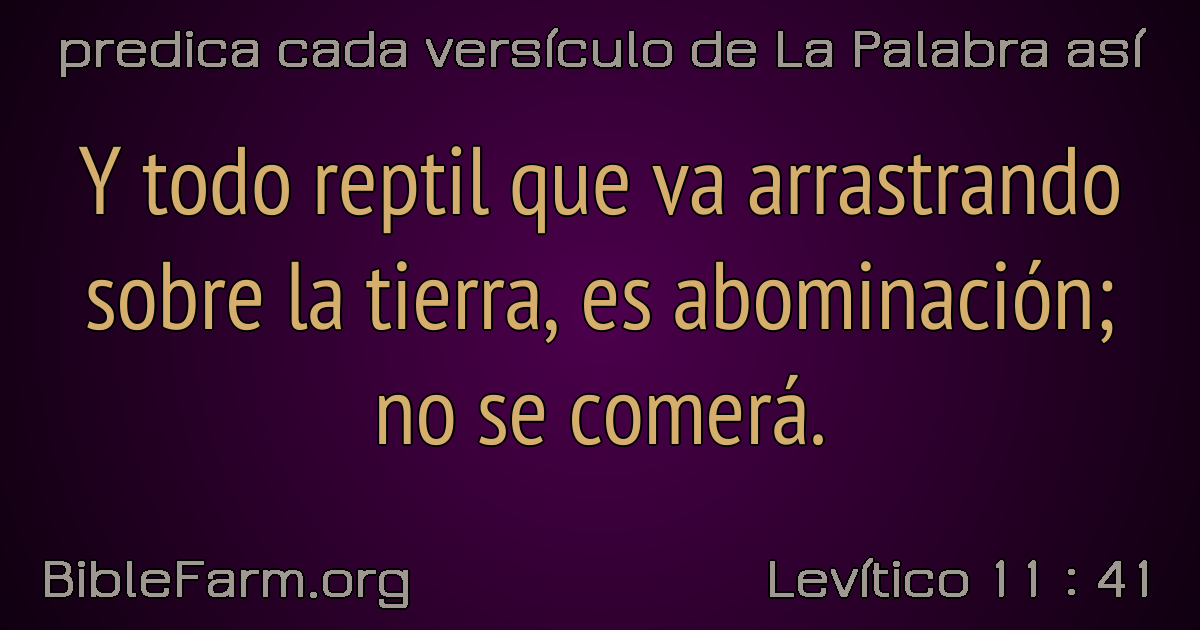 predica cada versículo de La Palabra así
Y todo reptil que va arrastrando
sobre la tierra, es abominación;
no se comerá.
BibleFarm.org
Levítico 11 : 41